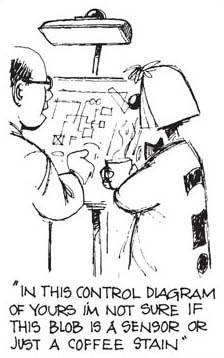 "IN THIS CONTROL DIAGRAM
OF YOURS I'M NOT SURE IF
THIS BLOB IS A SENSOR OR
JUST A COFFEE STAIN"